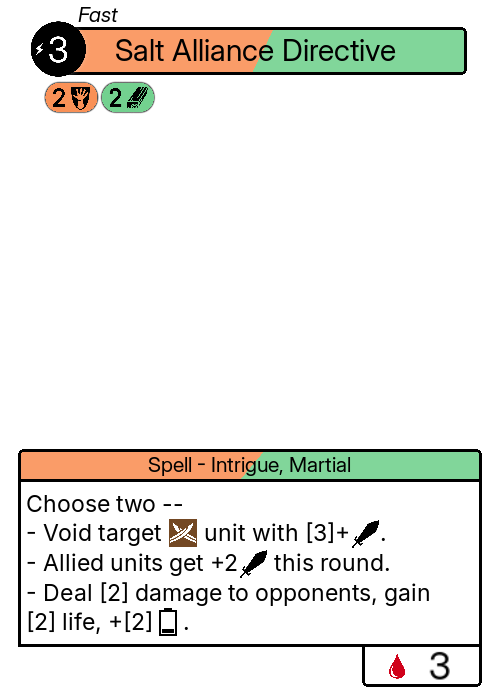 Fast
3 Salt Alliance Directive
2 2
Spell - Intrigue, Martial
Choose two --
- Void target unit with [3]+ .
- Allied units get +2 this round.
- Deal [2] damage to opponents, gain
[2] life, +[2] .
3